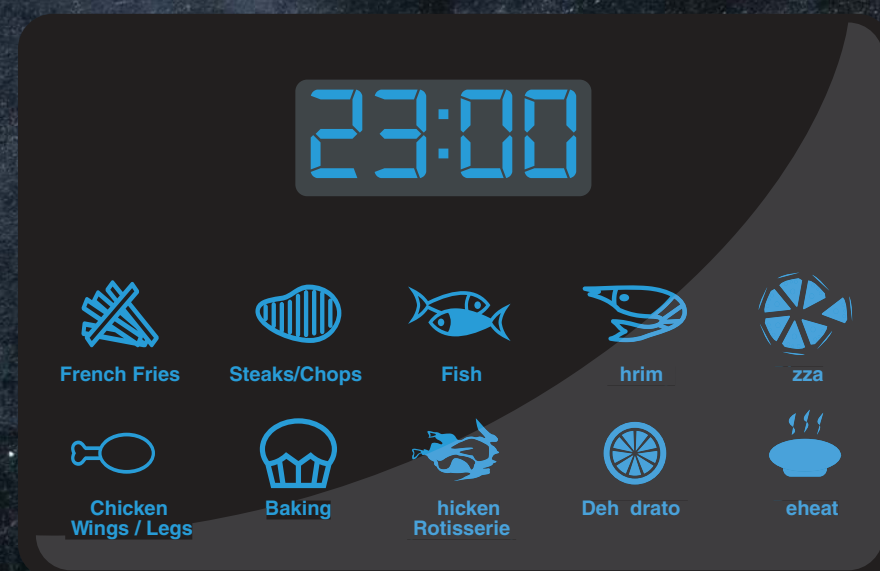 23:00
French Fries
Steaks/Chops
Fish
hrim
zza
Chicken
Wings / Legs
Baking
hicken
Rotisserie
Deh drato
eheat